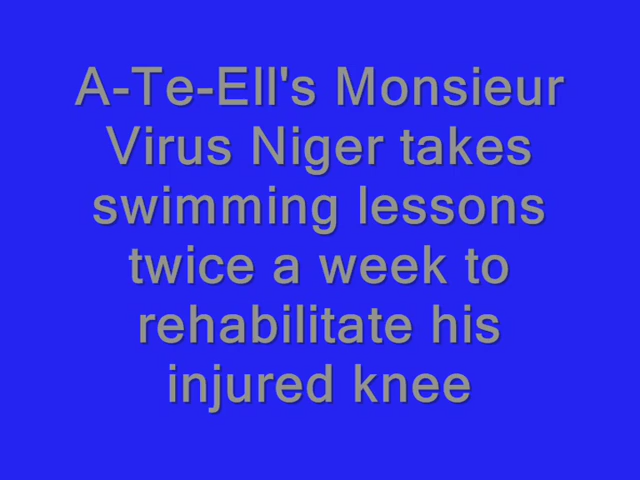 A-Te-Ell's Monsieur
Virus Niger takes
swimming lessons
twice a week to
rehabilitate his
injured knee